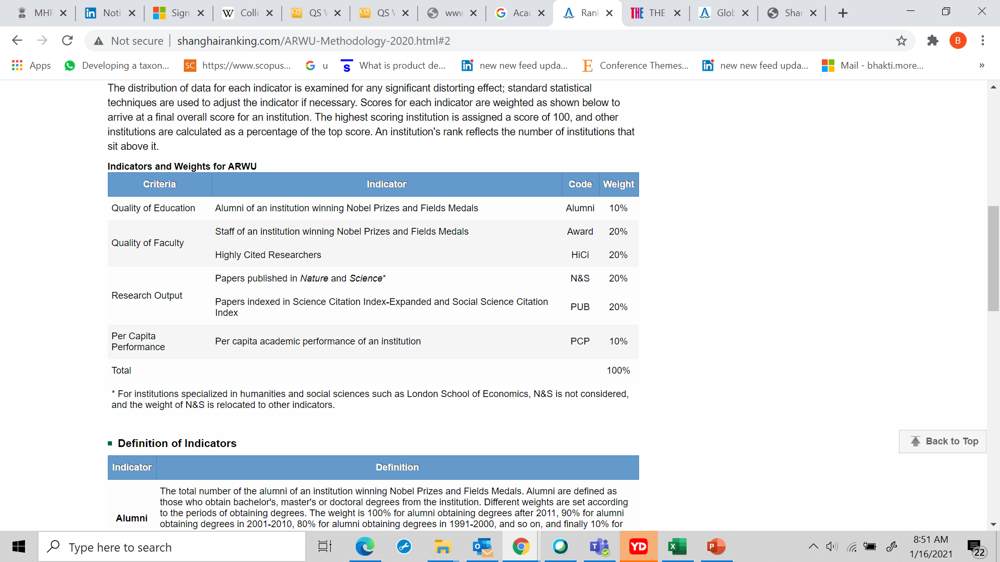 MHF
Noti
Sign
W Colle
QS QS V
QS QS V
www
Acac
Rank
THE THE
Glob
Shar
Not secure
shanghairanking.com/ARWU-Methodology-2020.html#2
B
Apps
Developing a taxon...
SC https://www.scopus...
G u
s What is product de...
in new new feed upda...
E Conference Themes...
in new new feed upda...
Mail - bhakti.more...
»
The distribution of data for each indicator is examined for any significant distorting effect; standard statistical
techniques are used to adjust the indicator if necessary. Scores for each indicator are weighted as shown below to
arrive at a final overall score for an institution. The highest scoring institution is assigned a score of 100, and other
institutions are calculated as a percentage of the top score. An institution's rank reflects the number of institutions that
sit above it.
Indicators and Weights for ARWU
Criteria Indicator Code Weight
Quality of Education Alumni of an institution winning Nobel Prizes and Fields Medals Alumni 10%
Staff of an institution winning Nobel Prizes and Fields Medals Award 20%
Quality of Faculty
Highly Cited Researchers HiCi 20%
Papers published in Nature and Science* N&S 20%
Research Output
Papers indexed in Science Citation Index-Expanded and Social Science Citation
Index
PUB 20%
Per Capita
Performance
Per capita academic performance of an institution PCP 10%
Total 100%
* For institutions specialized in humanities and social sciences such as London School of Economics, N&S is not considered,
and the weight of N&S is relocated to other indicators.
Definition of Indicators
Back to Top
Indicator Definition
The total number of the alumni of an institution winning Nobel Prizes and Fields Medals. Alumni are defined as
those who obtain bachelor's, master's or doctoral degrees from the institution. Different weights are set according
to the periods of obtaining degrees. The weight is 100% for alumni obtaining degrees after 2011, 90% for alumni
Alumni
obtaining degrees in 2001-2010, 80% for alumni obtaining degrees in 1991-2000, and so on, and finally 10% for
Type here to search
YD
8:51 AM
1/16/2021
22